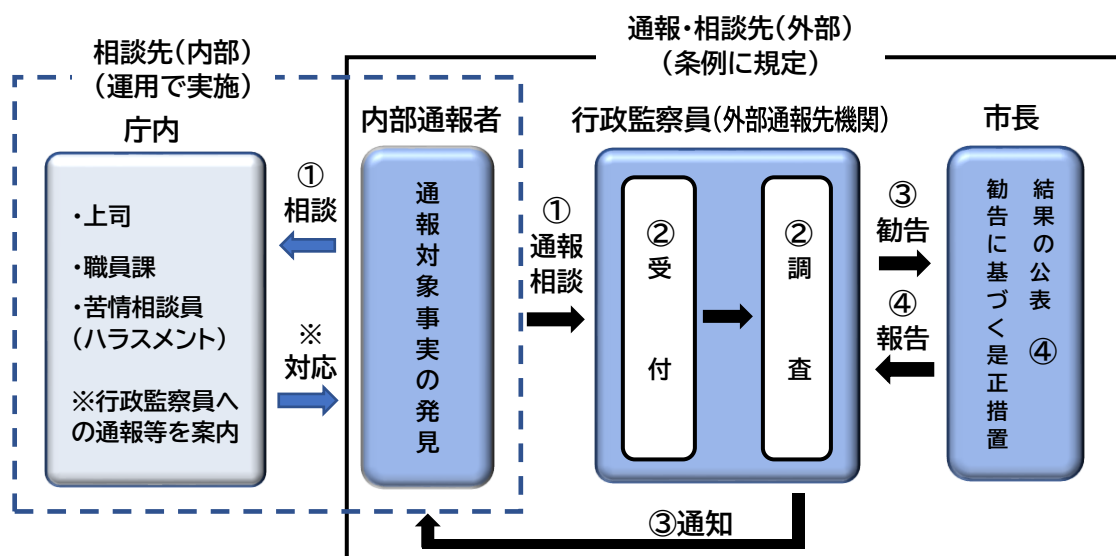 相談先(内部)
(運用で実施)
通報・相談先(外部)
(条例に規定)
庁内
・上司
・職員課
・苦情相談員
(ハラスメント)
※行政監察員へ
の通報等を案内
①
相談
※
対応
内部通報者
通報対象事実の発見
①
通報
相談
行政監察員(外部通報先機関)
②受付
②調査
③
勧告
④
報告
市長
結果の公表 ④
勧告に基づく是正措置
③通知